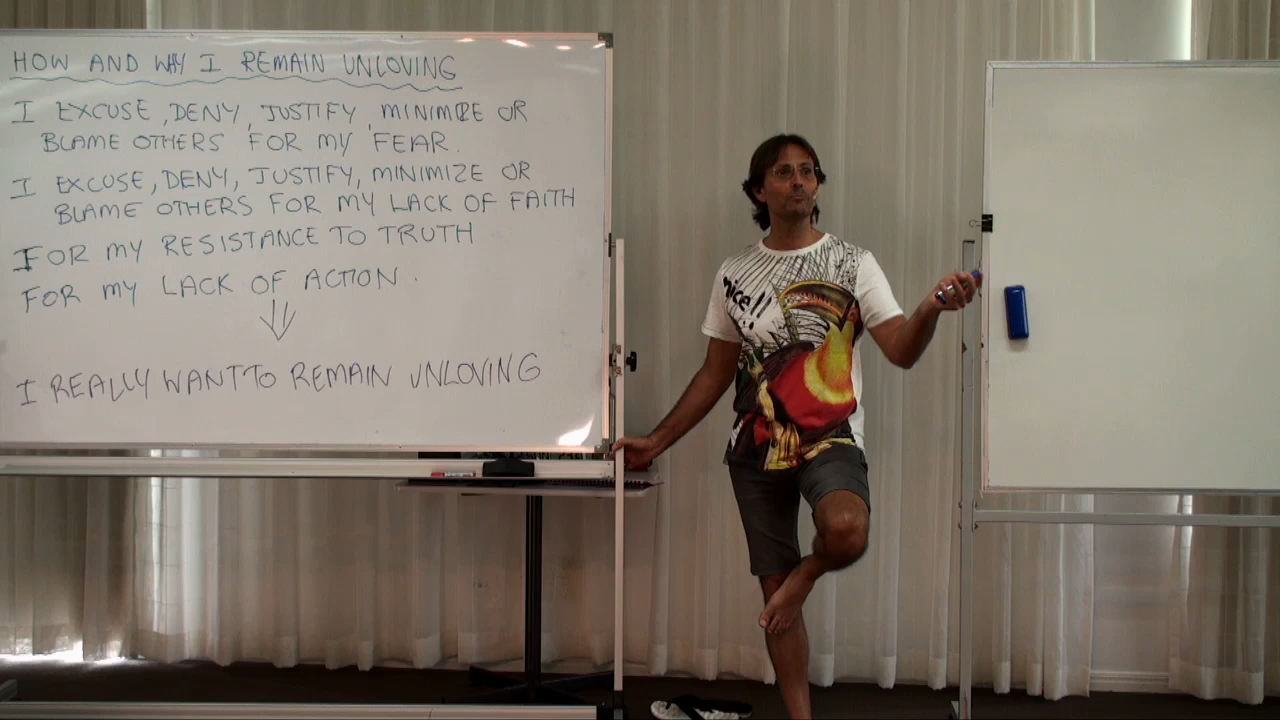 HOW AND WHY I REMAIN UNLOVING
I EXCUSE, DENY, JUSTIFY, MINIMIZE OR
BLAME OTHERS FOR MY FEAR.
I EXCUSE, DENY, JUSTIFY, MINIMIZE OR
BLAME OTHERS FOR MY LACK OF FAITH
FOR MY RESISTANCE TO TRUTH
FOR MY LACK OF ACTION.
I REALLY WANT TO REMAIN UNLOVING
nice!!